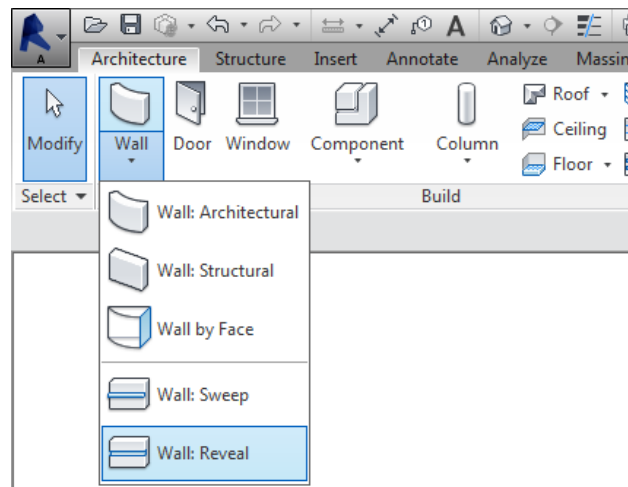 A
A
Architecture Structure Insert Annotate Analyze Massin
Modify Wall Door Window Component Column Roof
Ceiling
Floor
Select Build
Wall: Architectural
Wall: Structural
Wall by Face
Wall: Sweep
Wall: Reveal